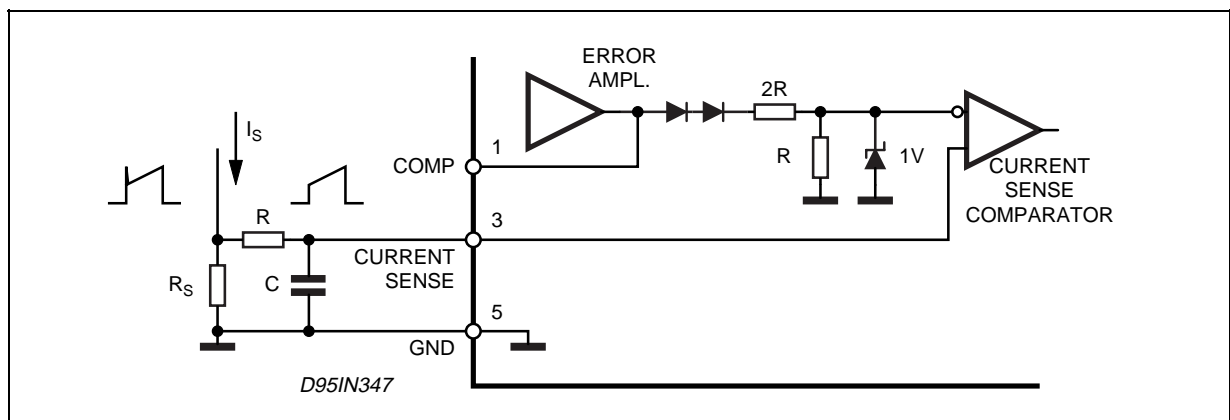 ERROR
AMPL.
2R
I_S
1
COMP
R
1V
CURRENT
SENSE
COMPARATOR
R
3
CURRENT
SENSE
R_S
C
5
GND
D95IN347